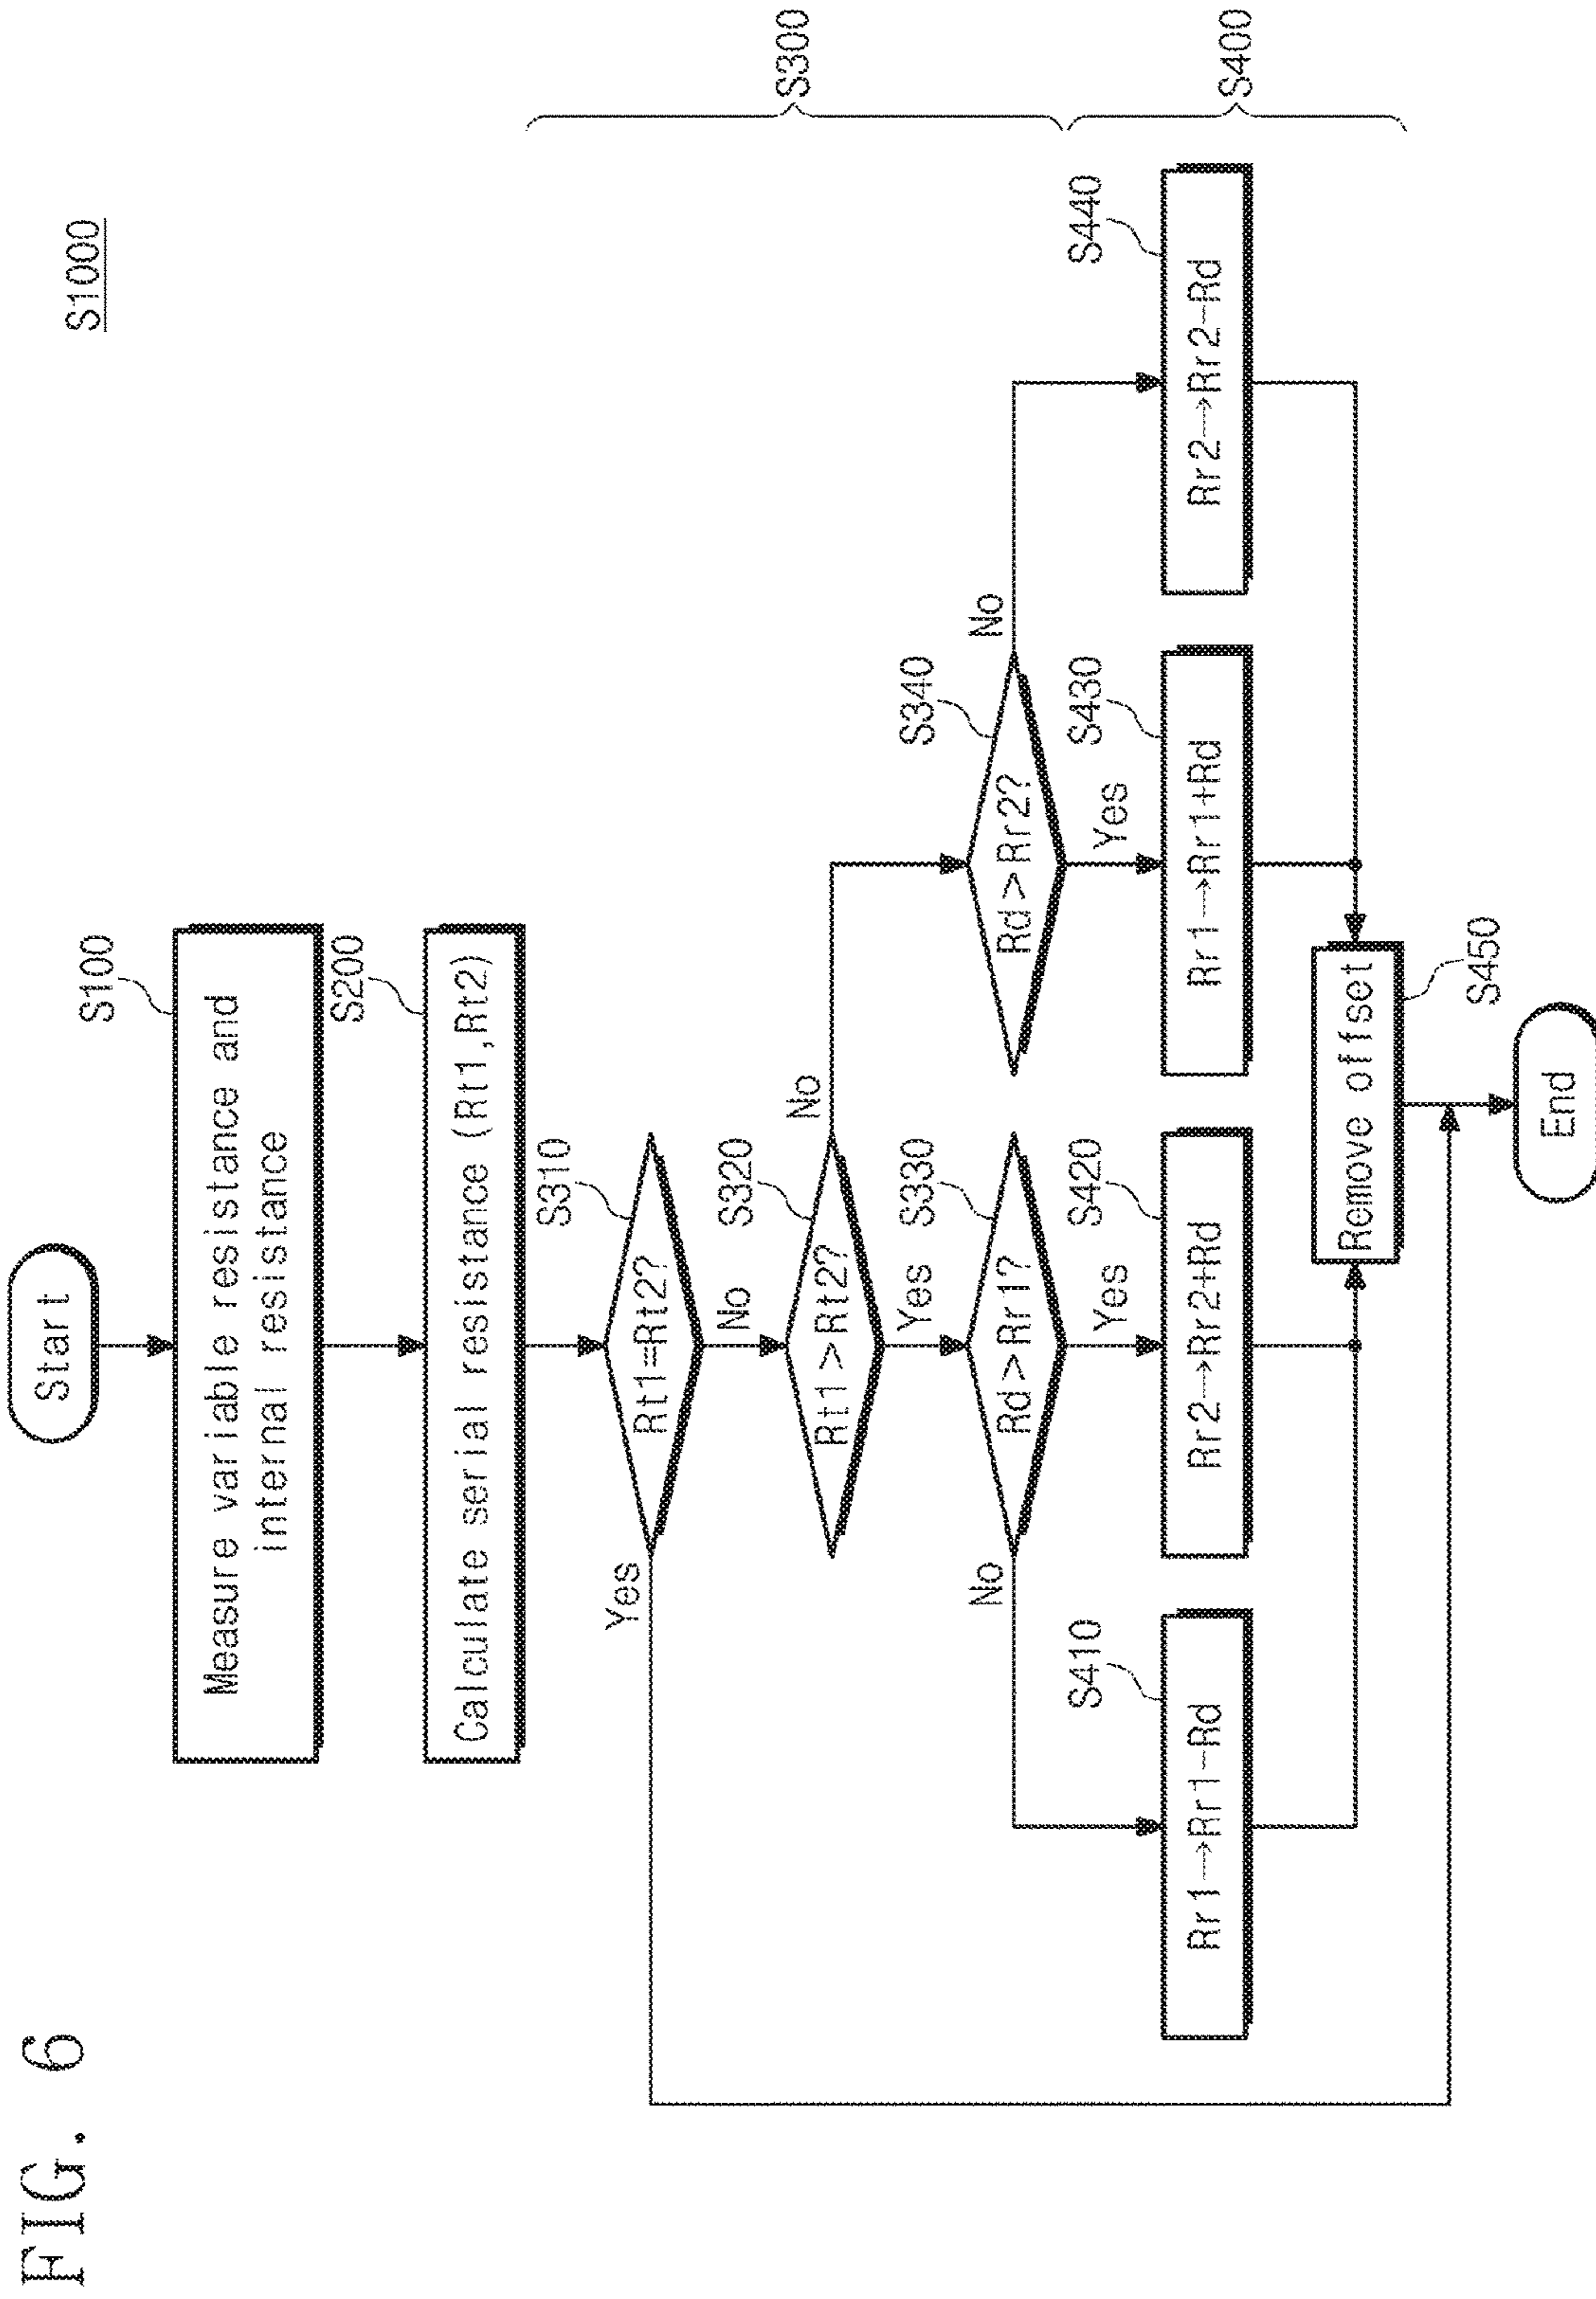 FIG. 6
S1000
Start
S100
Measure variable resistance and
internal resistance
S200
Calculate serial resistance (Rt1,Rt2)
S310
Rt1=Rt2?
Yes
No
S320
Rt1>Rt2?
No
Yes
S330
Rd>Rr1?
No
Yes
S340
Rd>Rr2?
No
Yes
S300
S410
Rr1→Rr1-Rd
S420
Rr2→Rr2+Rd
S430
Rr1→Rr1+Rd
S440
Rr2→Rr2-Rd
S400
Remove offset
S450
End